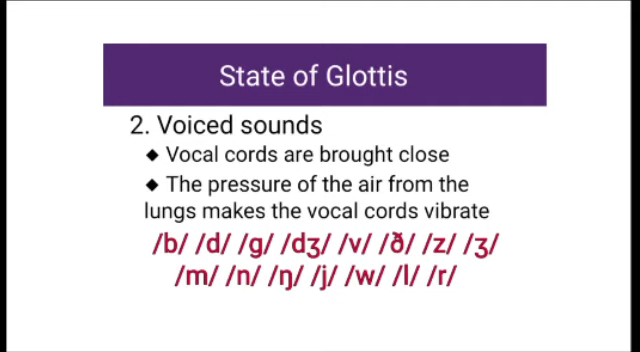 State of Glottis
2. Voiced sounds
◆ Vocal cords are brought close
◆ The pressure of the air from the
lungs makes the vocal cords vibrate
/b/ /d/ /g/ /dʒ/ /v/ /ð/ /z/ /ʒ/
/m/ /n/ /ŋ/ /j/ /w/ /l/ /r/